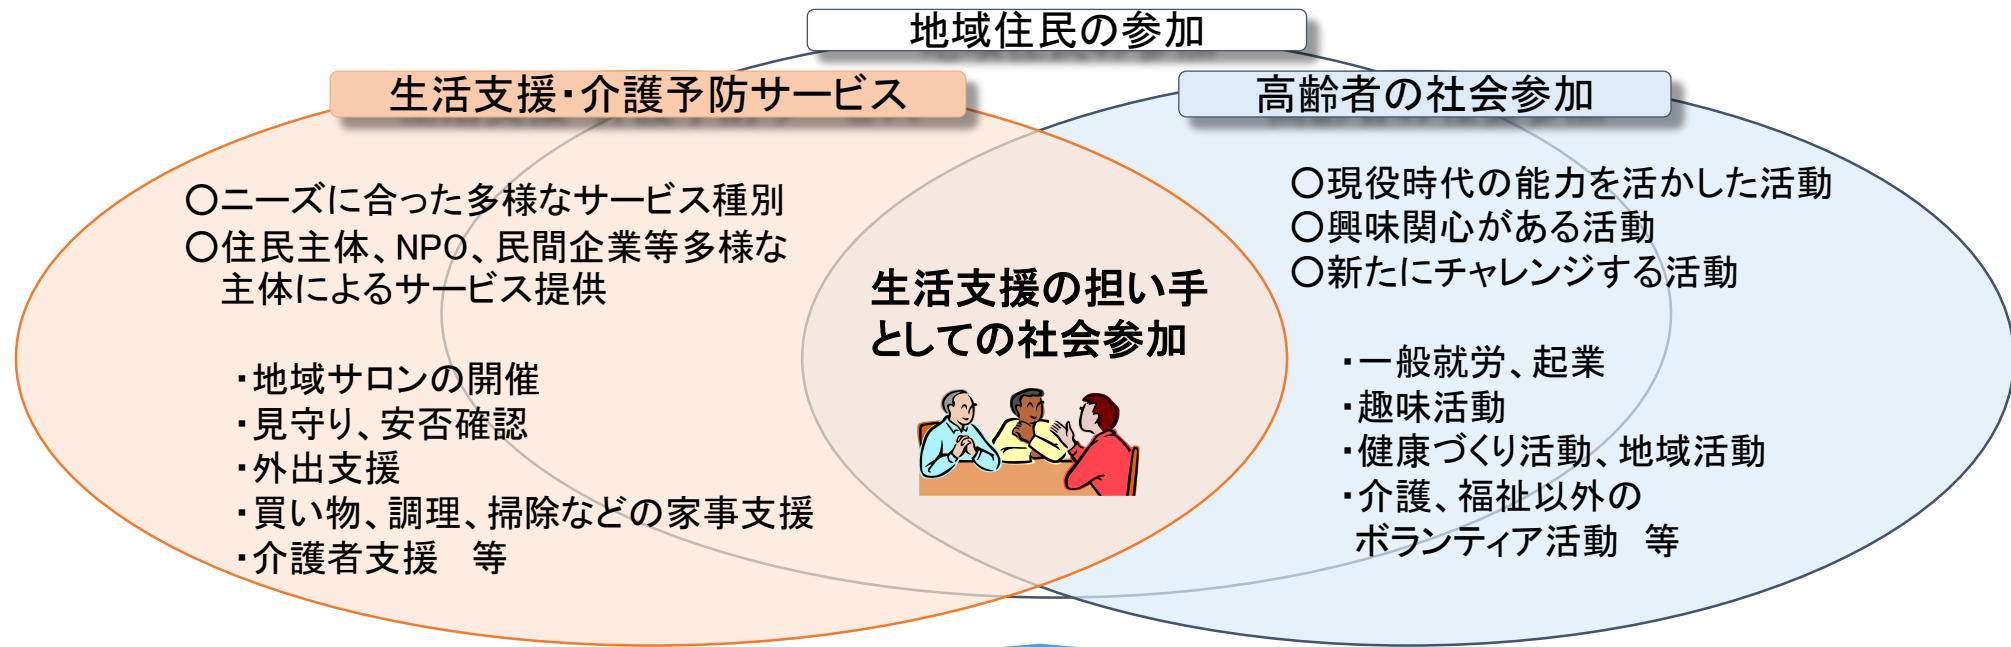 地域住民の参加
生活支援・介護予防サービス
〇ニーズに合った多様なサービス種別
〇住民主体、NPO、民間企業等多様な
主体によるサービス提供
・地域サロンの開催
・見守り、安否確認
・外出支援
・買い物、調理、掃除などの家事支援
・介護者支援　等
生活支援の担い手
としての社会参加
高齢者の社会参加
〇現役時代の能力を活かした活動
〇興味関心がある活動
〇新たにチャレンジする活動
・一般就労、起業
・趣味活動
・健康づくり活動、地域活動
・介護、福祉以外の
ボランティア活動　等